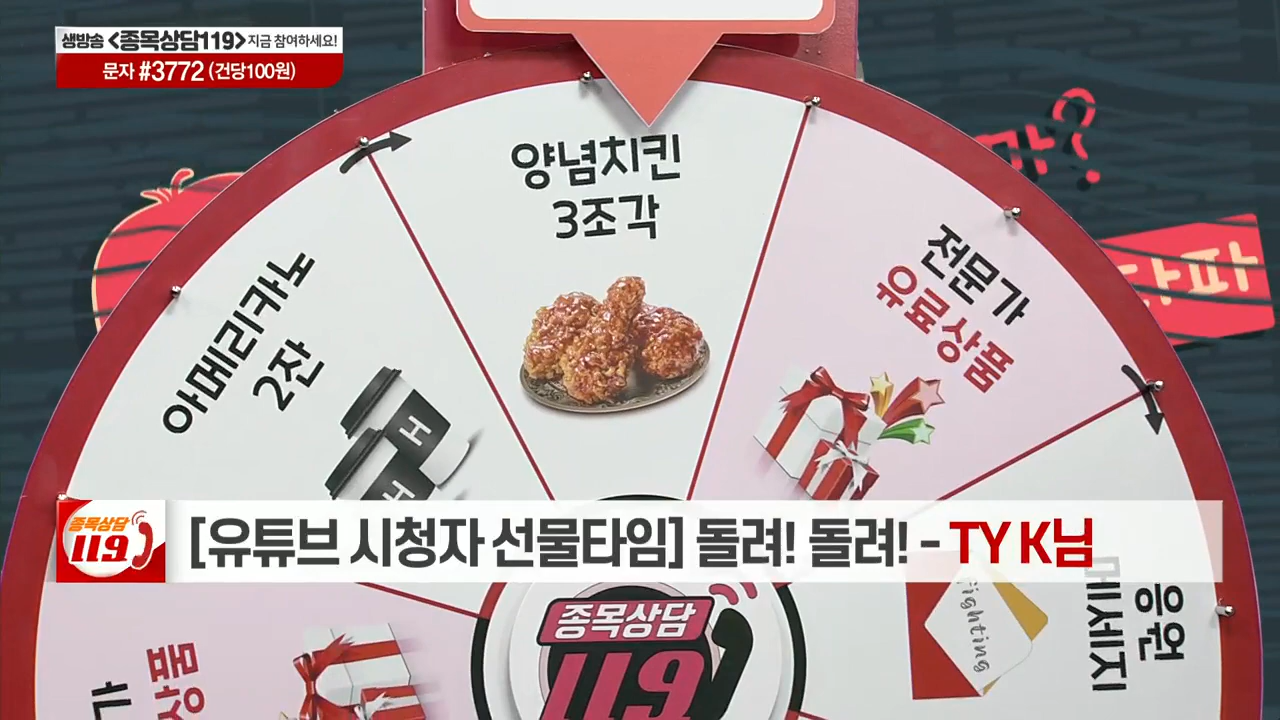 생방송 <종목상담119> 지금 참여하세요!
문자 #3772 (건당100원)
양념치킨
3조각
아메리카노
2잔
H
H
전문가
유료상품
종목상담
119
[유튜브 시청자 선물타임] 돌려! 돌려! - TY K님
응원
메세지
fighting
종목상담
119
가
상품